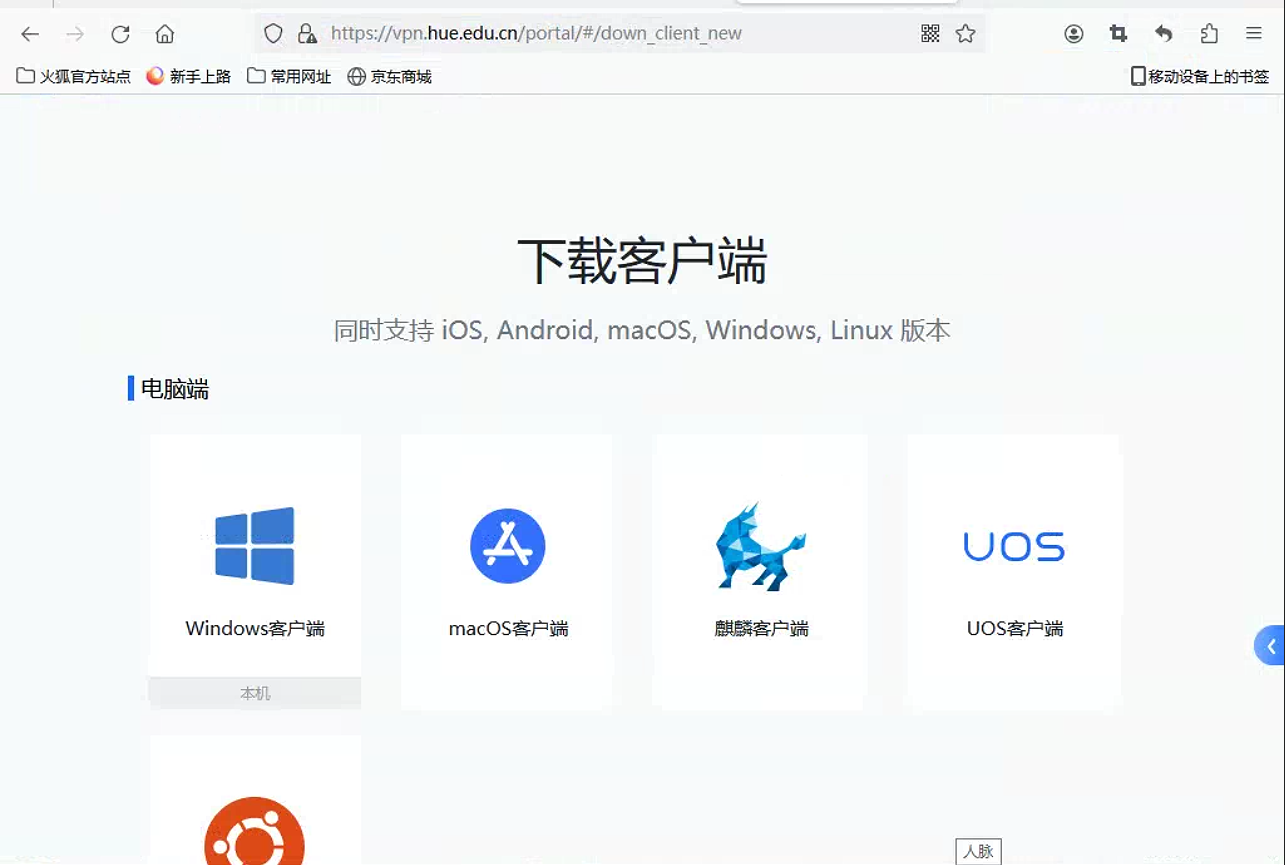 https://vpn.hue.edu.cn/portal/#/down_client_new
火狐官方站点 新手上路 常用网址 京东商城 移动设备上的书签
下载客户端
同时支持 iOS, Android, macOS, Windows, Linux 版本
电脑端
UOS
Windows客户端 macOS客户端 麒麟客户端 UOS客户端
本机
人脉